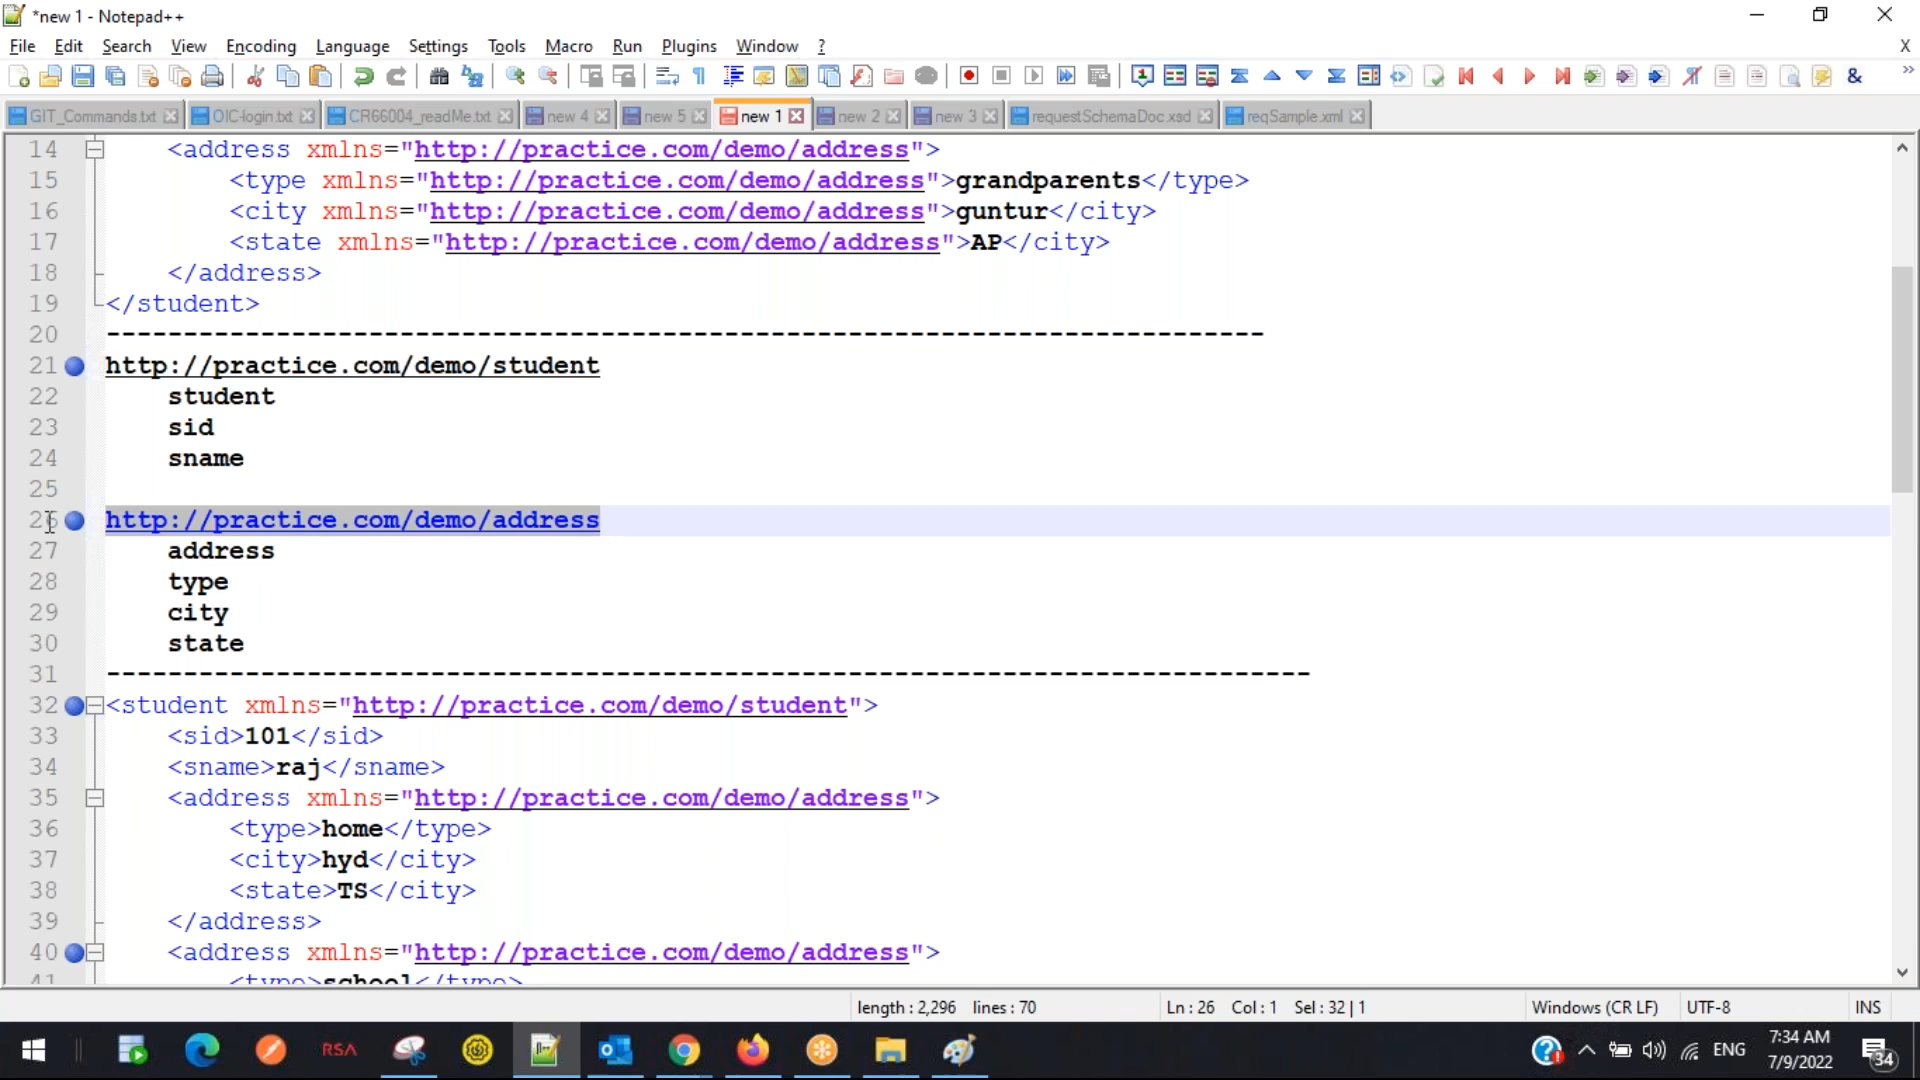 *new 1 - Notepad++
File Edit Search View Encoding Language Settings Tools Macro Run Plugins Window ? X
GIT_Commands.txt OIC-login.txt CR66004_readMe.txt new 4 new 5 new 1 new 2 new 3 requestSchemaDoc.xsd reqSample.xml
14 <address xmlns="http://practice.com/demo/address">
15 <type xmlns="http://practice.com/demo/address">grandparents</type>
16 <city xmlns="http://practice.com/demo/address">guntur</city>
17 <state xmlns="http://practice.com/demo/address">AP</city>
18 </address>
19 </student>
20 ---------------------------------------------------------------------------
21 http://practice.com/demo/student
22 student
23 sid
24 sname
25
26 http://practice.com/demo/address
27 address
28 type
29 city
30 state
31 ------------------------------------------------------------------------------
32 <student xmlns="http://practice.com/demo/student">
33 <sid>101</sid>
34 <sname>raj</sname>
35 <address xmlns="http://practice.com/demo/address">
36 <type>home</type>
37 <city>hyd</city>
38 <state>TS</city>
39 </address>
40 <address xmlns="http://practice.com/demo/address">
41 <type>school</type>
length : 2,296 lines : 70 Ln : 26 Col : 1 Sel : 32 | 1 Windows (CR LF) UTF-8 INS
RSA ENG 7:34 AM 34
7/9/2022